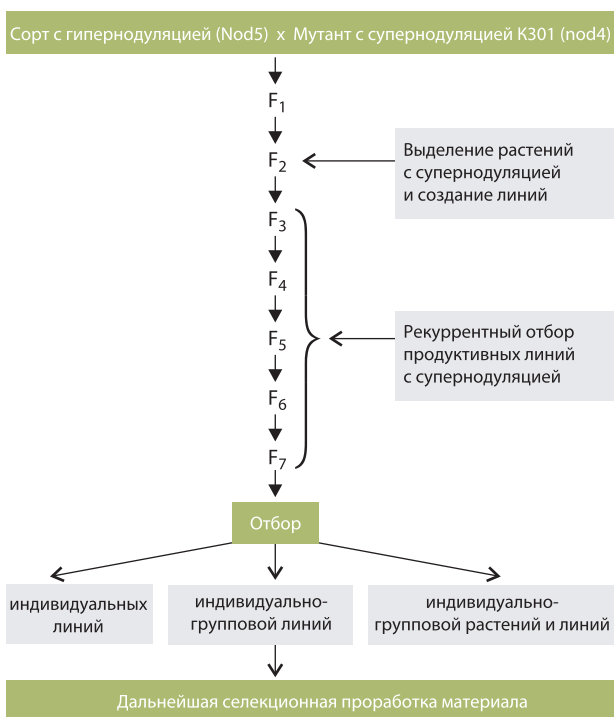 Сорт с гипернодуляцией (Nod5) х Мутант с супернодуляцией К301 (nod4)
F1
F2
Выделение растений
с супернодуляцией
и создание линий
F3
F4
F5
F6
F7
Рекуррентный отбор
продуктивных линий
с супернодуляцией
Отбор
индивидуальных
линий
индивидуально-
групповой линий
индивидуально-
групповой растений и линий
Дальнейшая селекционная проработка материала